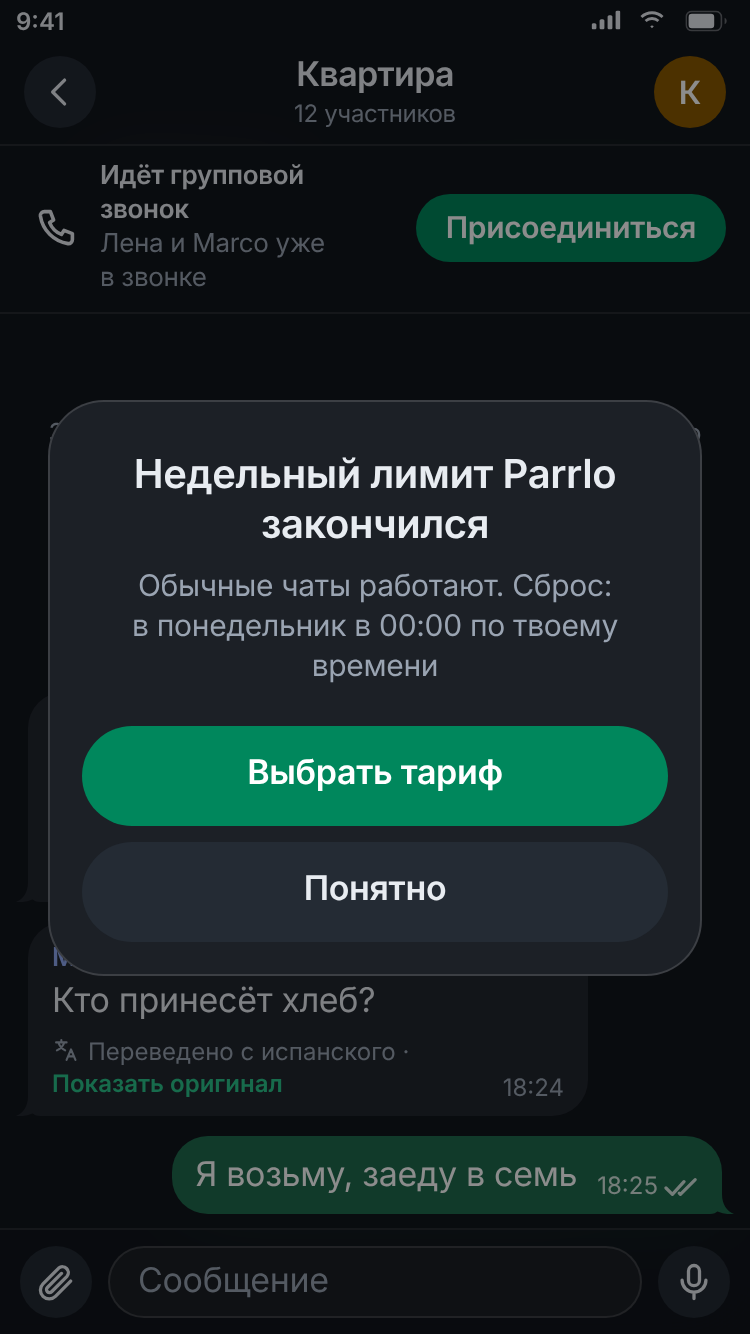 9:41
Квартира
12 участников
К
Идёт групповой
звонок
Лена и Marco уже
в звонке
Присоединиться
Недельный лимит Parrlo
закончился
Обычные чаты работают. Сброс:
в понедельник в 00:00 по твоему
времени
Выбрать тариф
Понятно
Кто принесёт хлеб?
Переведено с испанского ·
Показать оригинал
18:24
Я возьму, заеду в семь
18:25
Сообщение